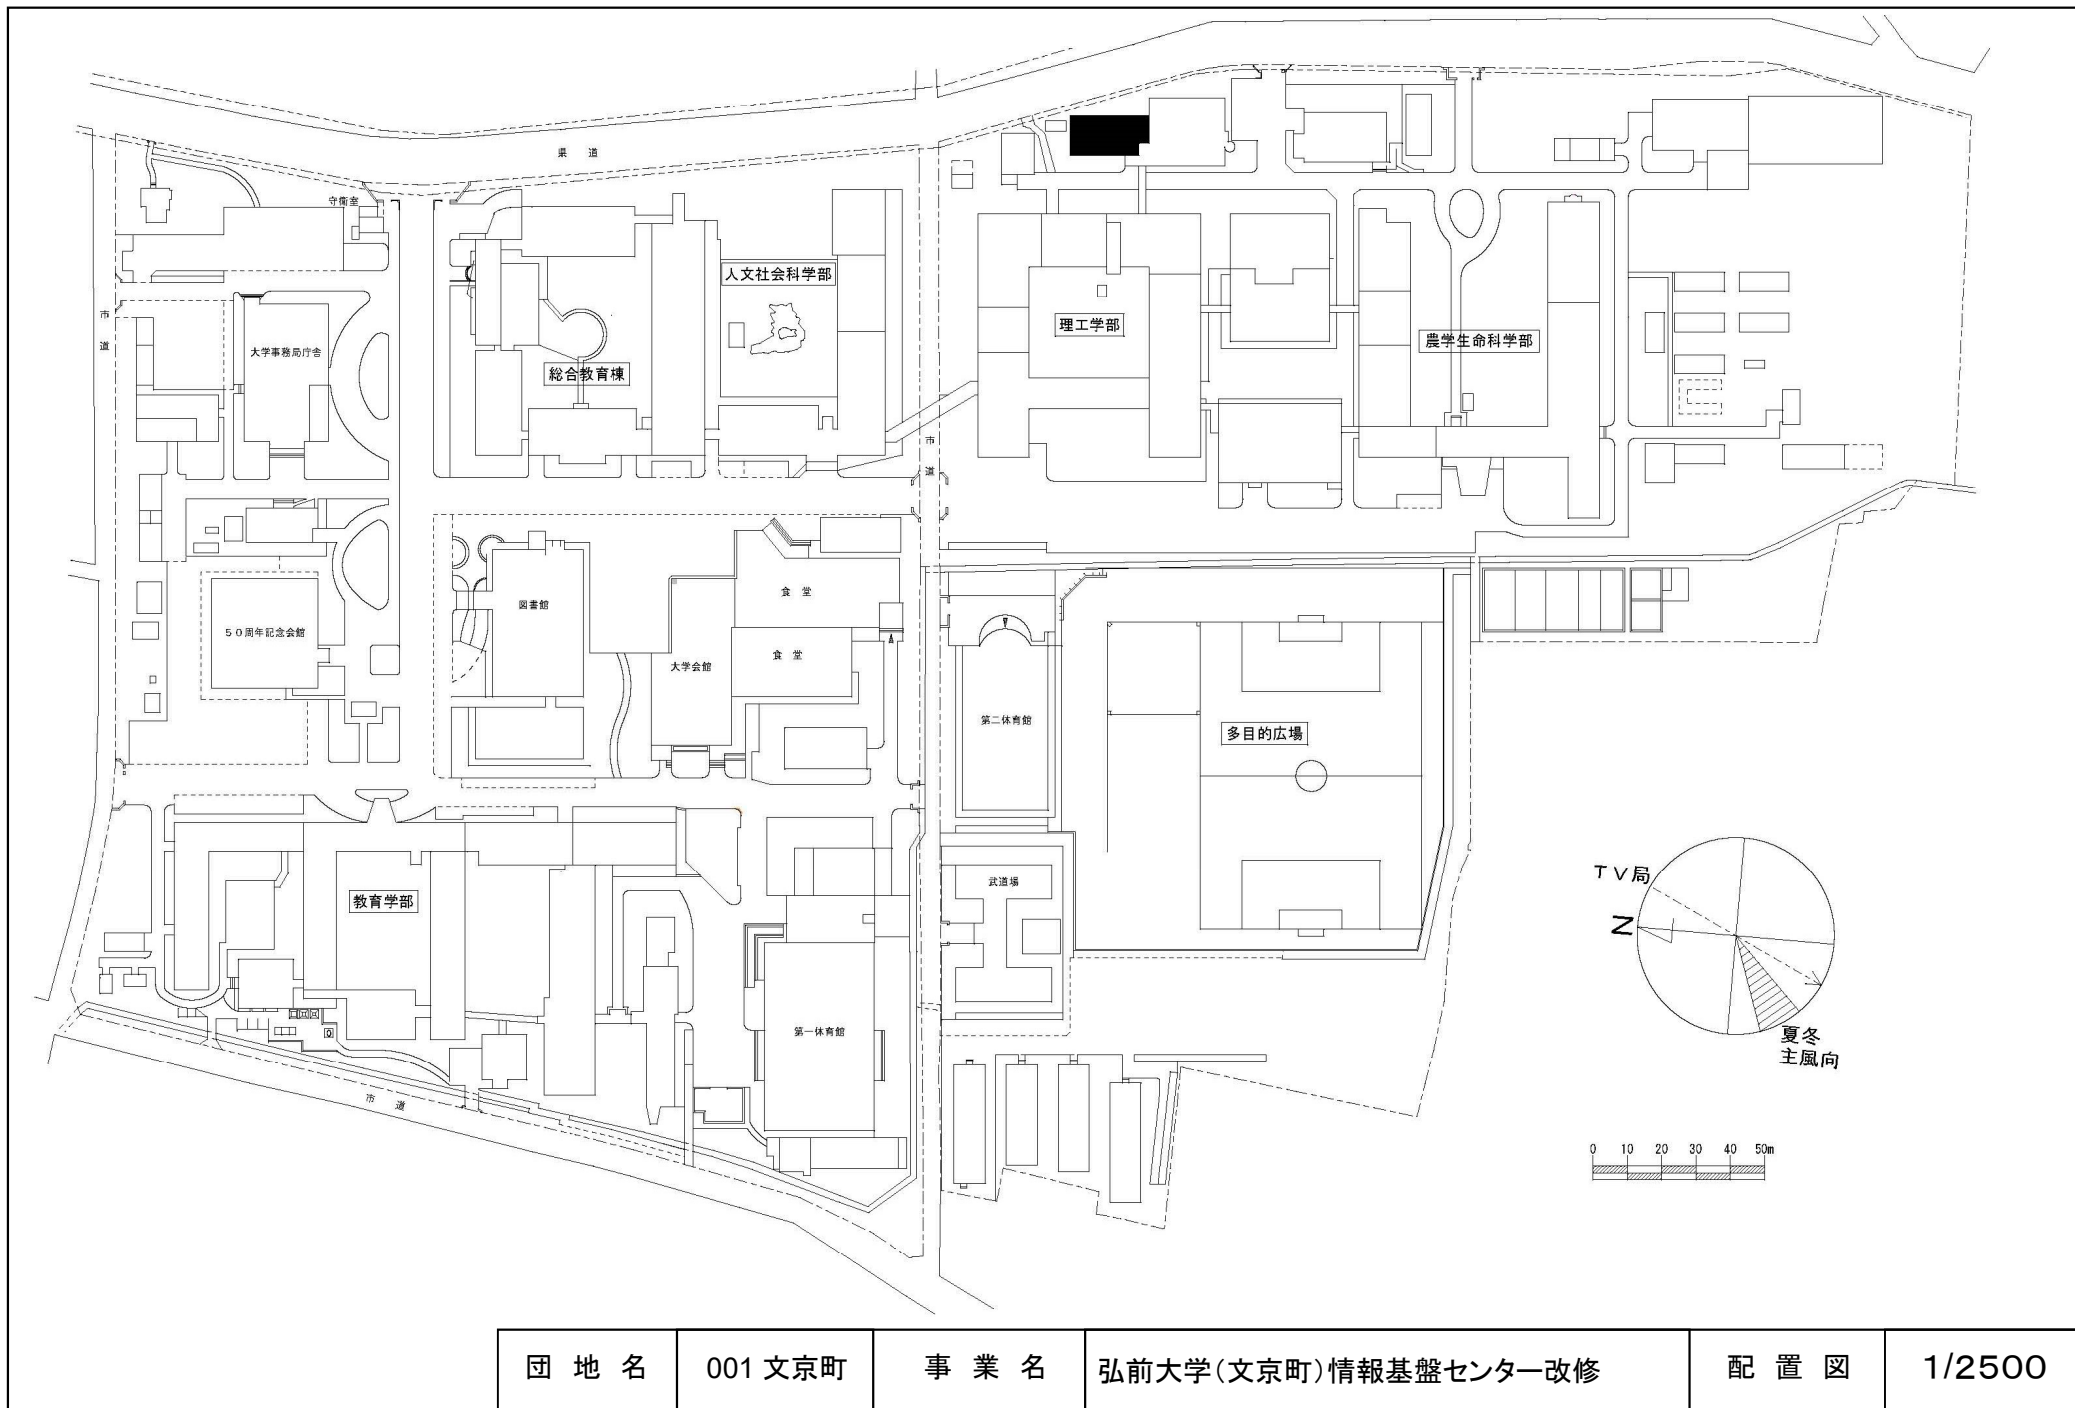 県 道
守衛室
人文社会科学部
市道
大学事務局庁舎
総合教育棟
理工学部
農学生命科学部
市道
図書館
食 堂
50周年記念会館
大学会館
食 堂
第二体育館
多目的広場
教育学部
武道場
TV局
N
夏冬
主風向
第一体育館
市 道
0 10 20 30 40 50m
団 地 名
001 文京町
事 業 名
弘前大学(文京町)情報基盤センター改修
配 置 図
1/2500